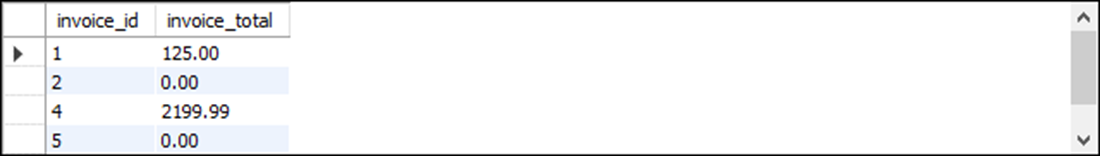 invoice_id invoice_total
1 125.00
2 0.00
4 2199.99
5 0.00